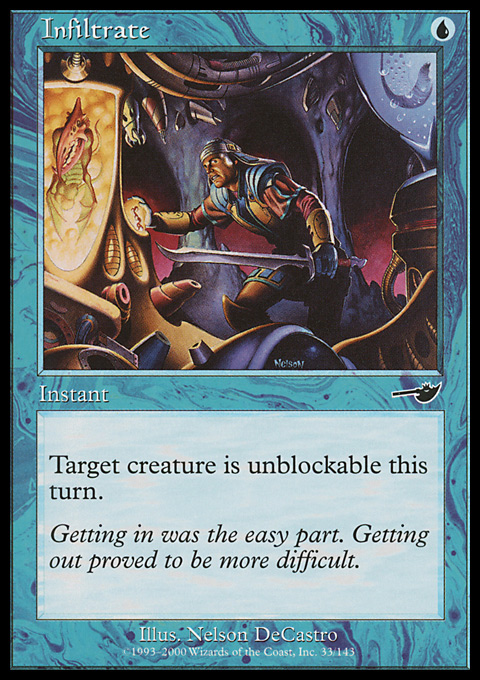 Infiltrate
NELSON
Instant
Target creature is unblockable this
turn.
Getting in was the easy part. Getting
out proved to be more difficult.
Illus. Nelson DeCastro
©1993-2000 Wizards of the Coast, Inc. 33/143